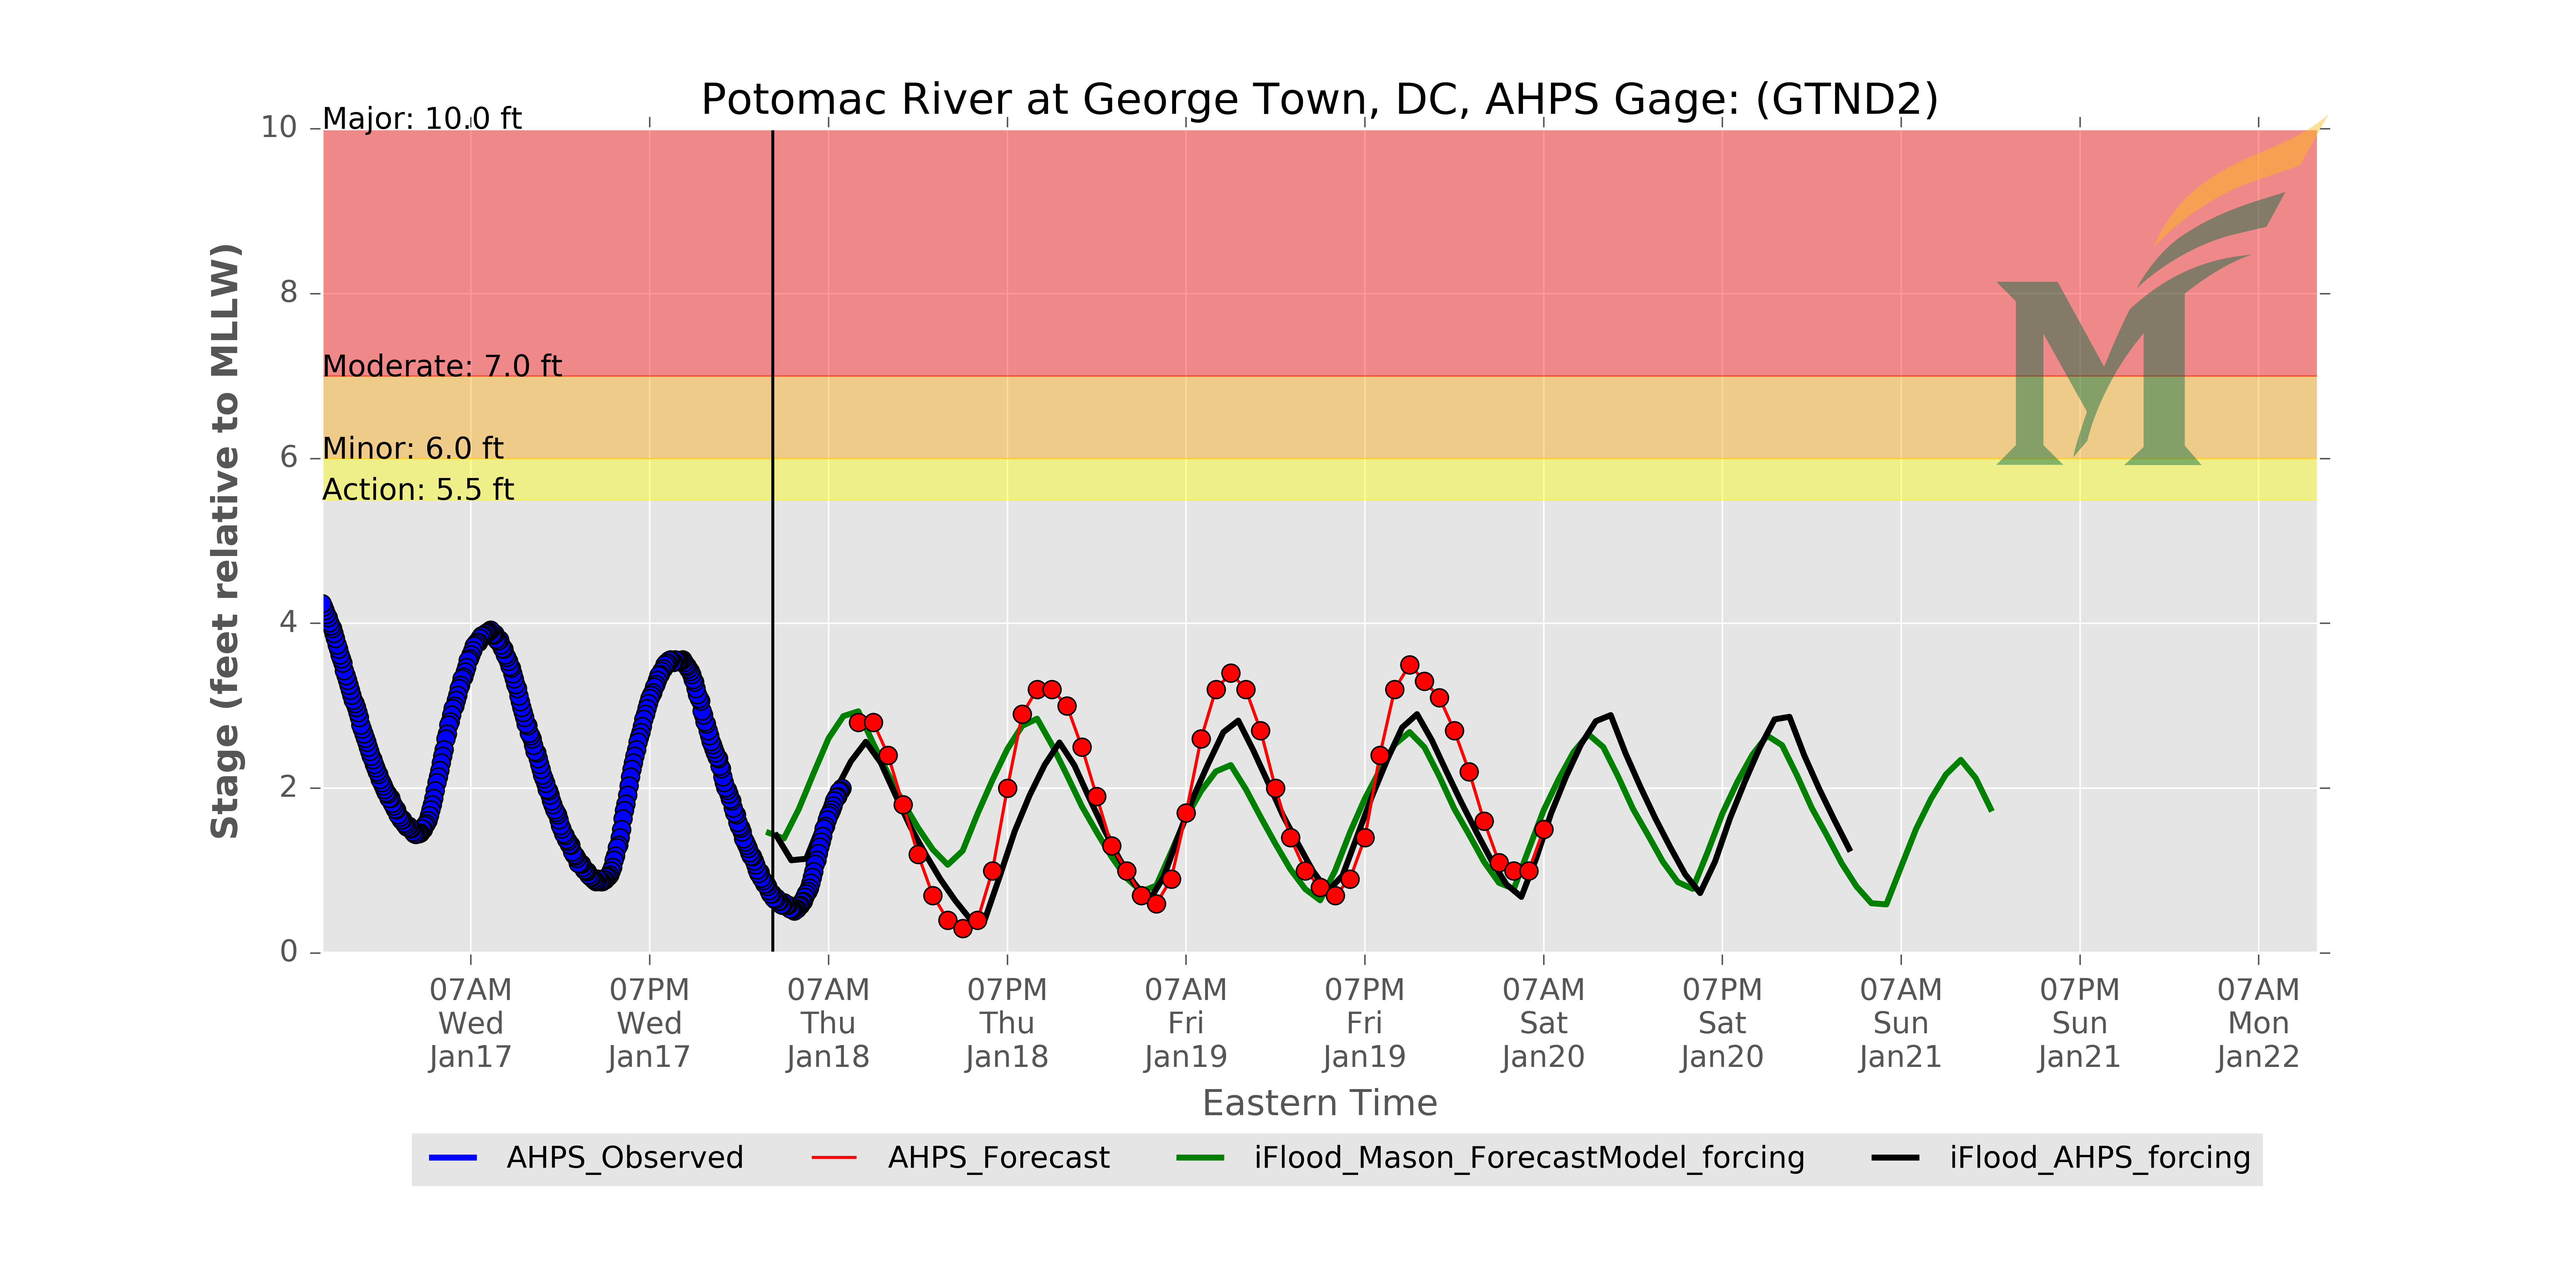 Potomac River at George Town, DC, AHPS Gage: (GTND2)
Major: 10.0 ft
Moderate: 7.0 ft
Minor: 6.0 ft
Action: 5.5 ft
Stage (feet relative to MLLW)
10
8
6
4
2
0
07AM Wed Jan17
07PM Wed Jan17
07AM Thu Jan18
07PM Thu Jan18
07AM Fri Jan19
07PM Fri Jan19
07AM Sat Jan20
07PM Sat Jan20
07AM Sun Jan21
07PM Sun Jan21
07AM Mon Jan22
Eastern Time
AHPS_Observed AHPS_Forecast iFlood_Mason_ForecastModel_forcing iFlood_AHPS_forcing
M